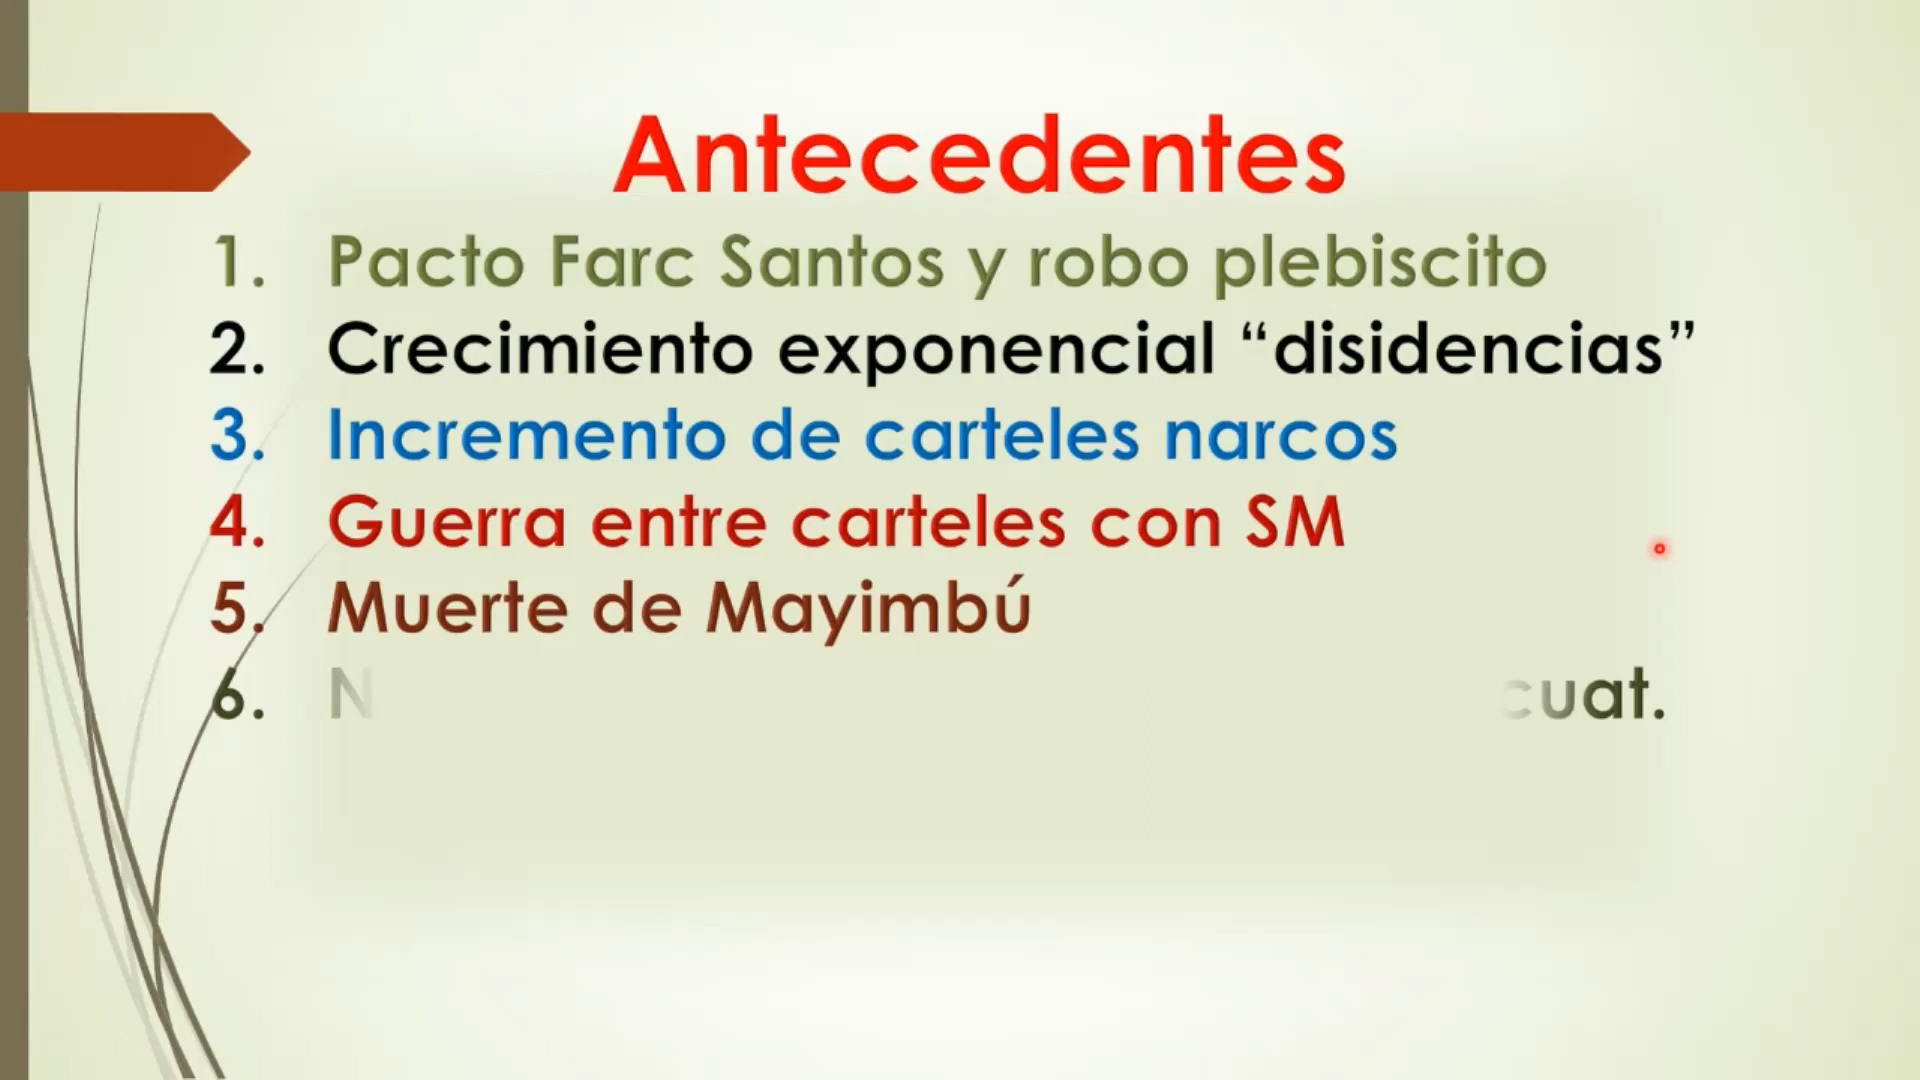 Antecedentes
1. Pacto Farc Santos y robo plebiscito
2. Crecimiento exponencial “disidencias”
3. Incremento de carteles narcos
4. Guerra entre carteles con SM
5. Muerte de Mayimbú
6. N cuat.